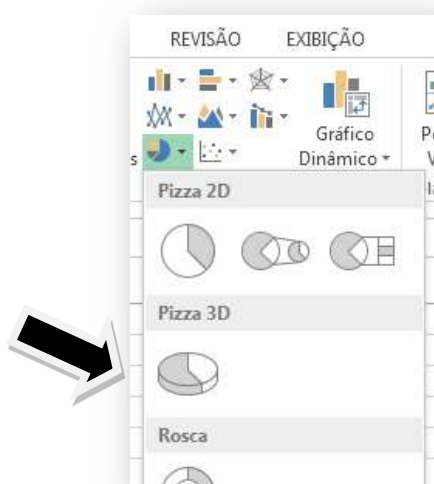 REVISÃO EXIBIÇÃO
Gráfico
Dinâmico
Pizza 2D
Pizza 3D
Rosca